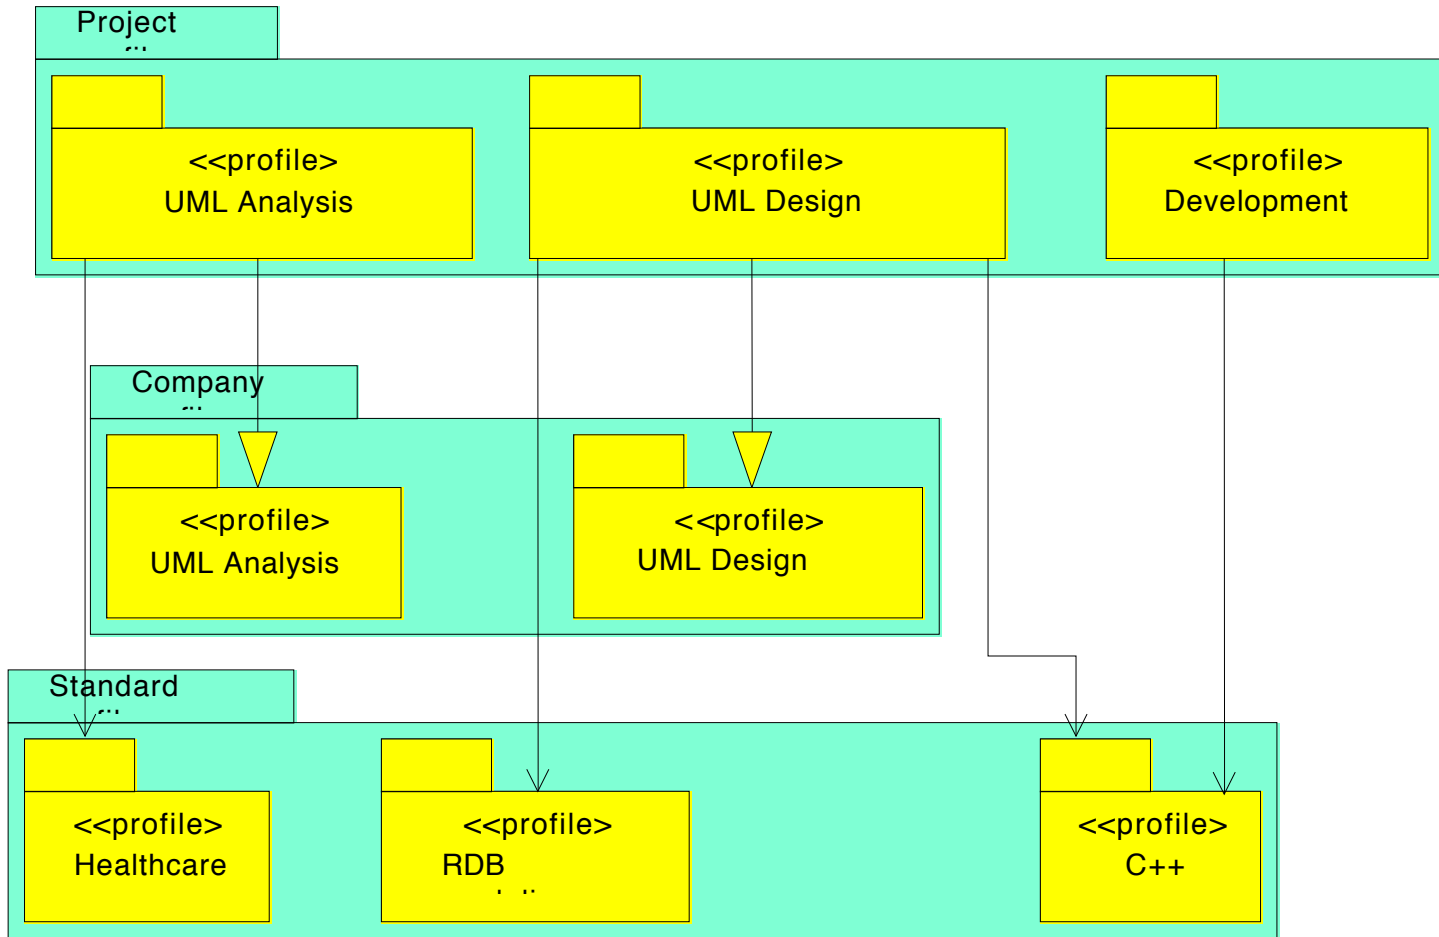 Project
<<profile>
UML Analysis
<<profile>
UML Design
<<profile>
Development
Company
<<profile>
UML Analysis
<<profile>
UML Design
Standard
<<profile>
Healthcare
<<profile>
RDB
<<profile>
C++